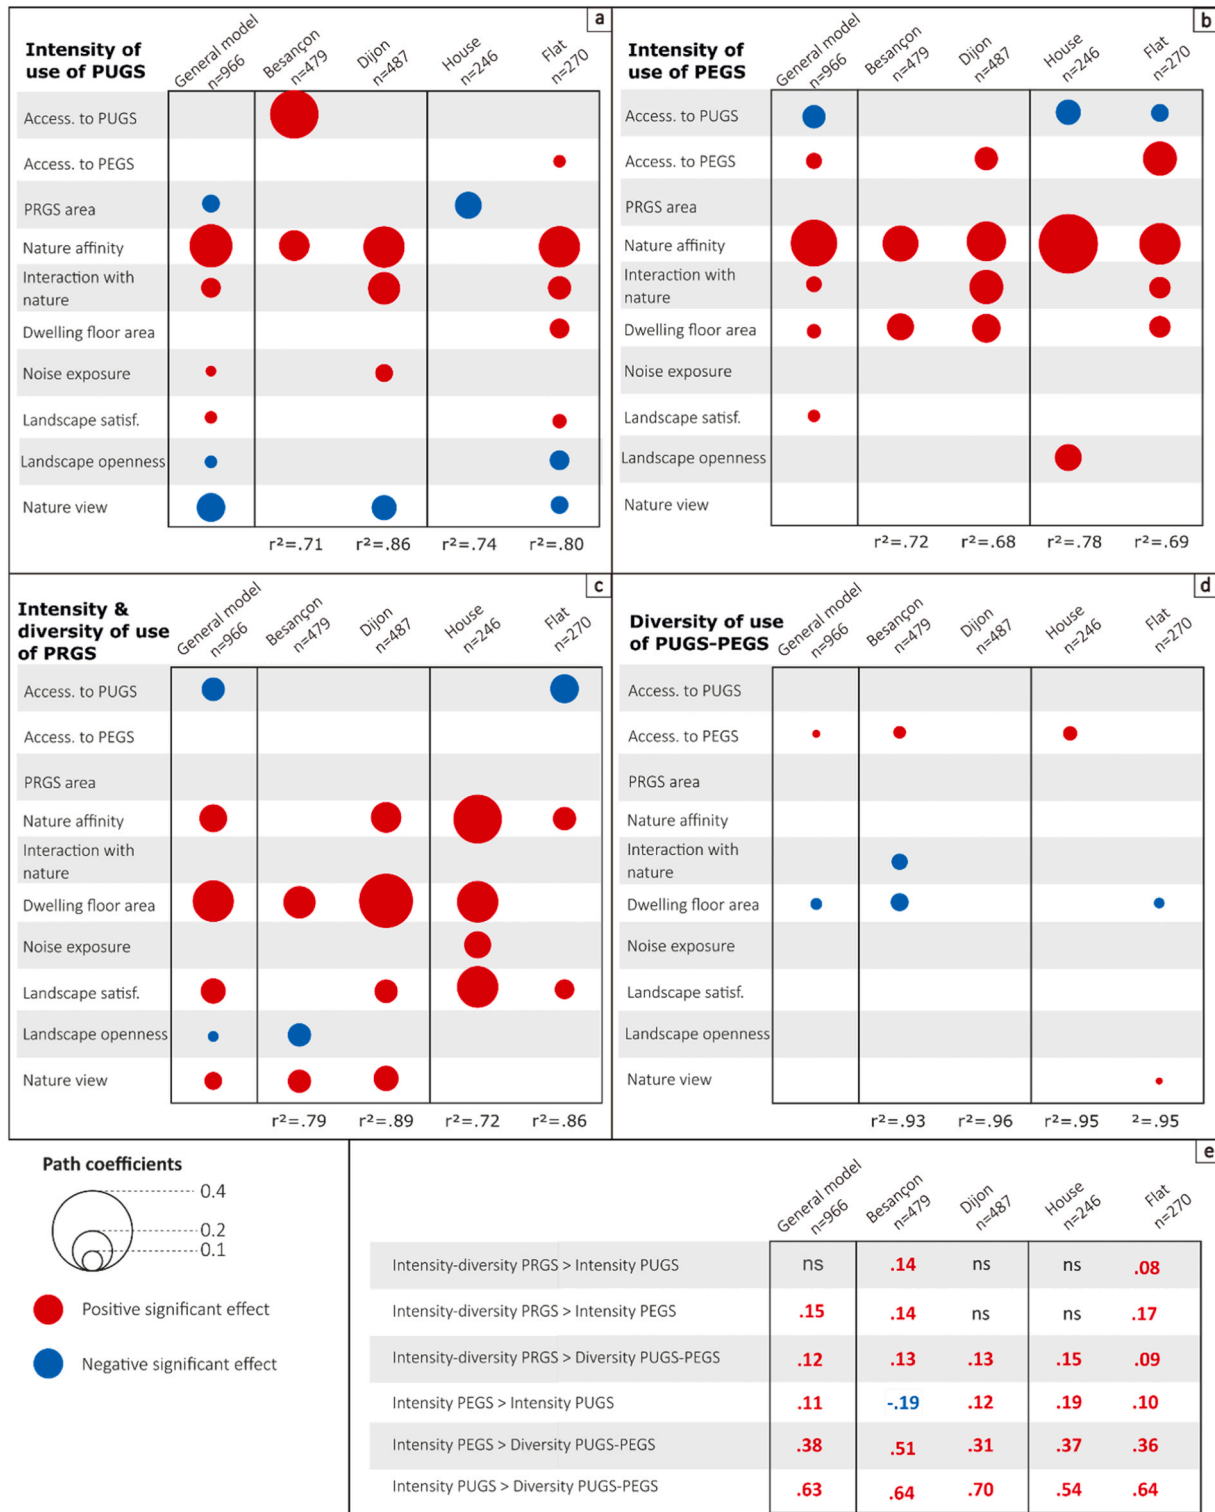 a
Intensity of
use of PUGS
General model
n=966
Besançon
n=479
Dijon
n=487
House
n=246
Flat
n=270
Access. to PUGS
Access. to PEGS
PRGS area
Nature affinity
Interaction with
nature
Dwelling floor area
Noise exposure
Landscape satisf.
Landscape openness
Nature view
r²=.71 r²=.86 r²=.74 r²=.80
b
Intensity of
use of PEGS
General model
n=966
Besançon
n=479
Dijon
n=487
House
n=246
Flat
n=270
Access. to PUGS
Access. to PEGS
PRGS area
Nature affinity
Interaction with
nature
Dwelling floor area
Noise exposure
Landscape satisf.
Landscape openness
Nature view
r²=.72 r²=.68 r²=.78 r²=.69
c
Intensity &
diversity of use
of PRGS
General model
n=966
Besançon
n=479
Dijon
n=487
House
n=246
Flat
n=270
Access. to PUGS
Access. to PEGS
PRGS area
Nature affinity
Interaction with
nature
Dwelling floor area
Noise exposure
Landscape satisf.
Landscape openness
Nature view
r²=.79 r²=.89 r²=.72 r²=.86
d
Diversity of use
of PUGS-PEGS
General model
n=966
Besançon
n=479
Dijon
n=487
House
n=246
Flat
n=270
Access. to PUGS
Access. to PEGS
PRGS area
Nature affinity
Interaction with
nature
Dwelling floor area
Noise exposure
Landscape satisf.
Landscape openness
Nature view
r²=.93 r²=.96 r²=.95 ²=.95
Path coefficients
0.4
0.2
0.1
Positive significant effect
Negative significant effect
e
General model
n=966
Besançon
n=479
Dijon
n=487
House
n=246
Flat
n=270
Intensity-diversity PRGS > Intensity PUGS ns .14 ns ns .08
Intensity-diversity PRGS > Intensity PEGS .15 .14 ns ns .17
Intensity-diversity PRGS > Diversity PUGS-PEGS .12 .13 .13 .15 .09
Intensity PEGS > Intensity PUGS .11 -.19 .12 .19 .10
Intensity PEGS > Diversity PUGS-PEGS .38 .51 .31 .37 .36
Intensity PUGS > Diversity PUGS-PEGS .63 .64 .70 .54 .64